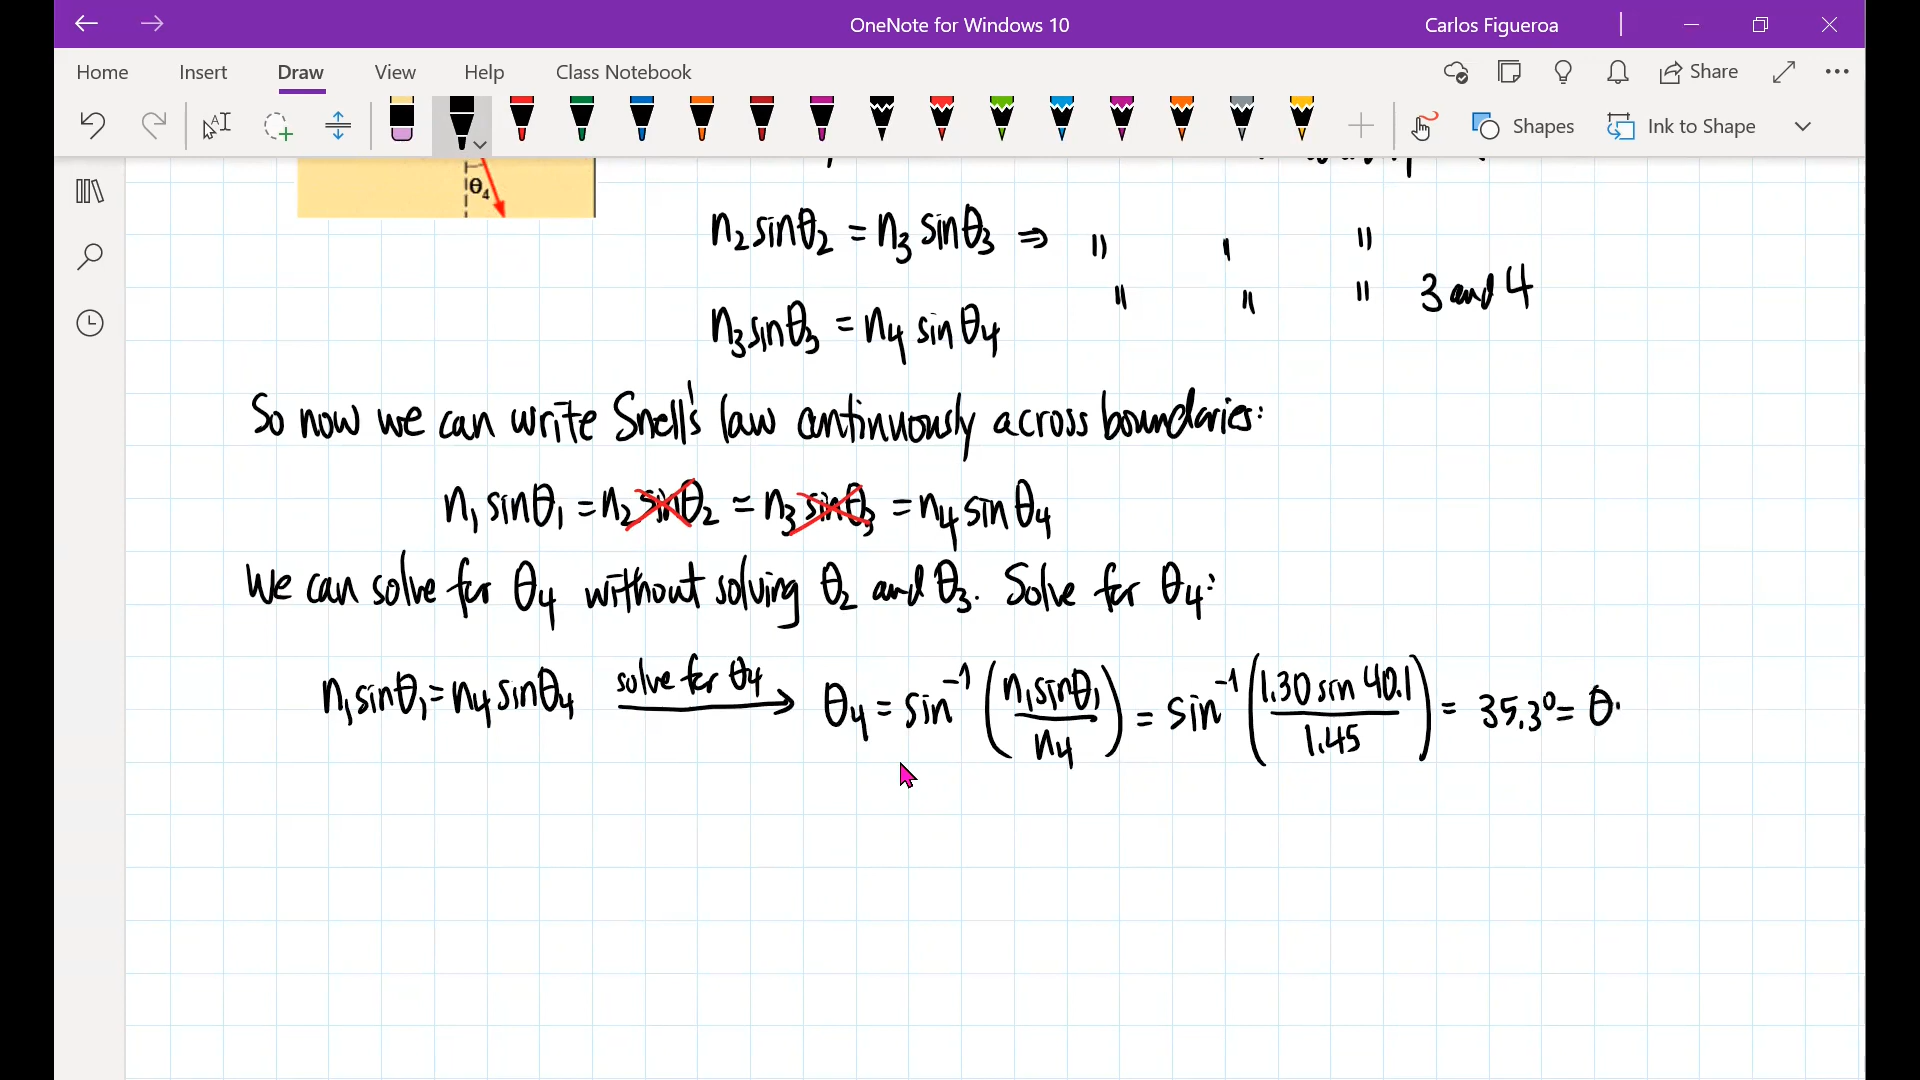 OneNote for Windows 10
Carlos Figueroa
Home Insert Draw View Help Class Notebook Share
Shapes Ink to Shape
θ4
n2 sinθ2 = n3 sinθ3 ⇒ " " "
n3 sinθ3 = n4 sinθ4 " " " 3 and 4
So now we can write Snell's law continuously across boundaries:
n1 sinθ1 = n2 sinθ2 = n3 sinθ3 = n4 sinθ4
We can solve for θ4 without solving θ2 and θ3. Solve for θ4:
n1 sinθ1 = n4 sinθ4 solve for θ4 → θ4 = sin⁻¹ (n1 sinθ1 / n4) = sin⁻¹ (1.30 sin 40.1 / 1.45) = 35.3° = θ